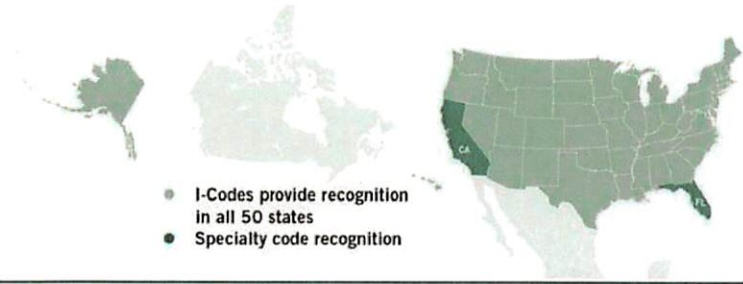 CA
FL
I-Codes provide recognition
in all 50 states
Specialty code recognition